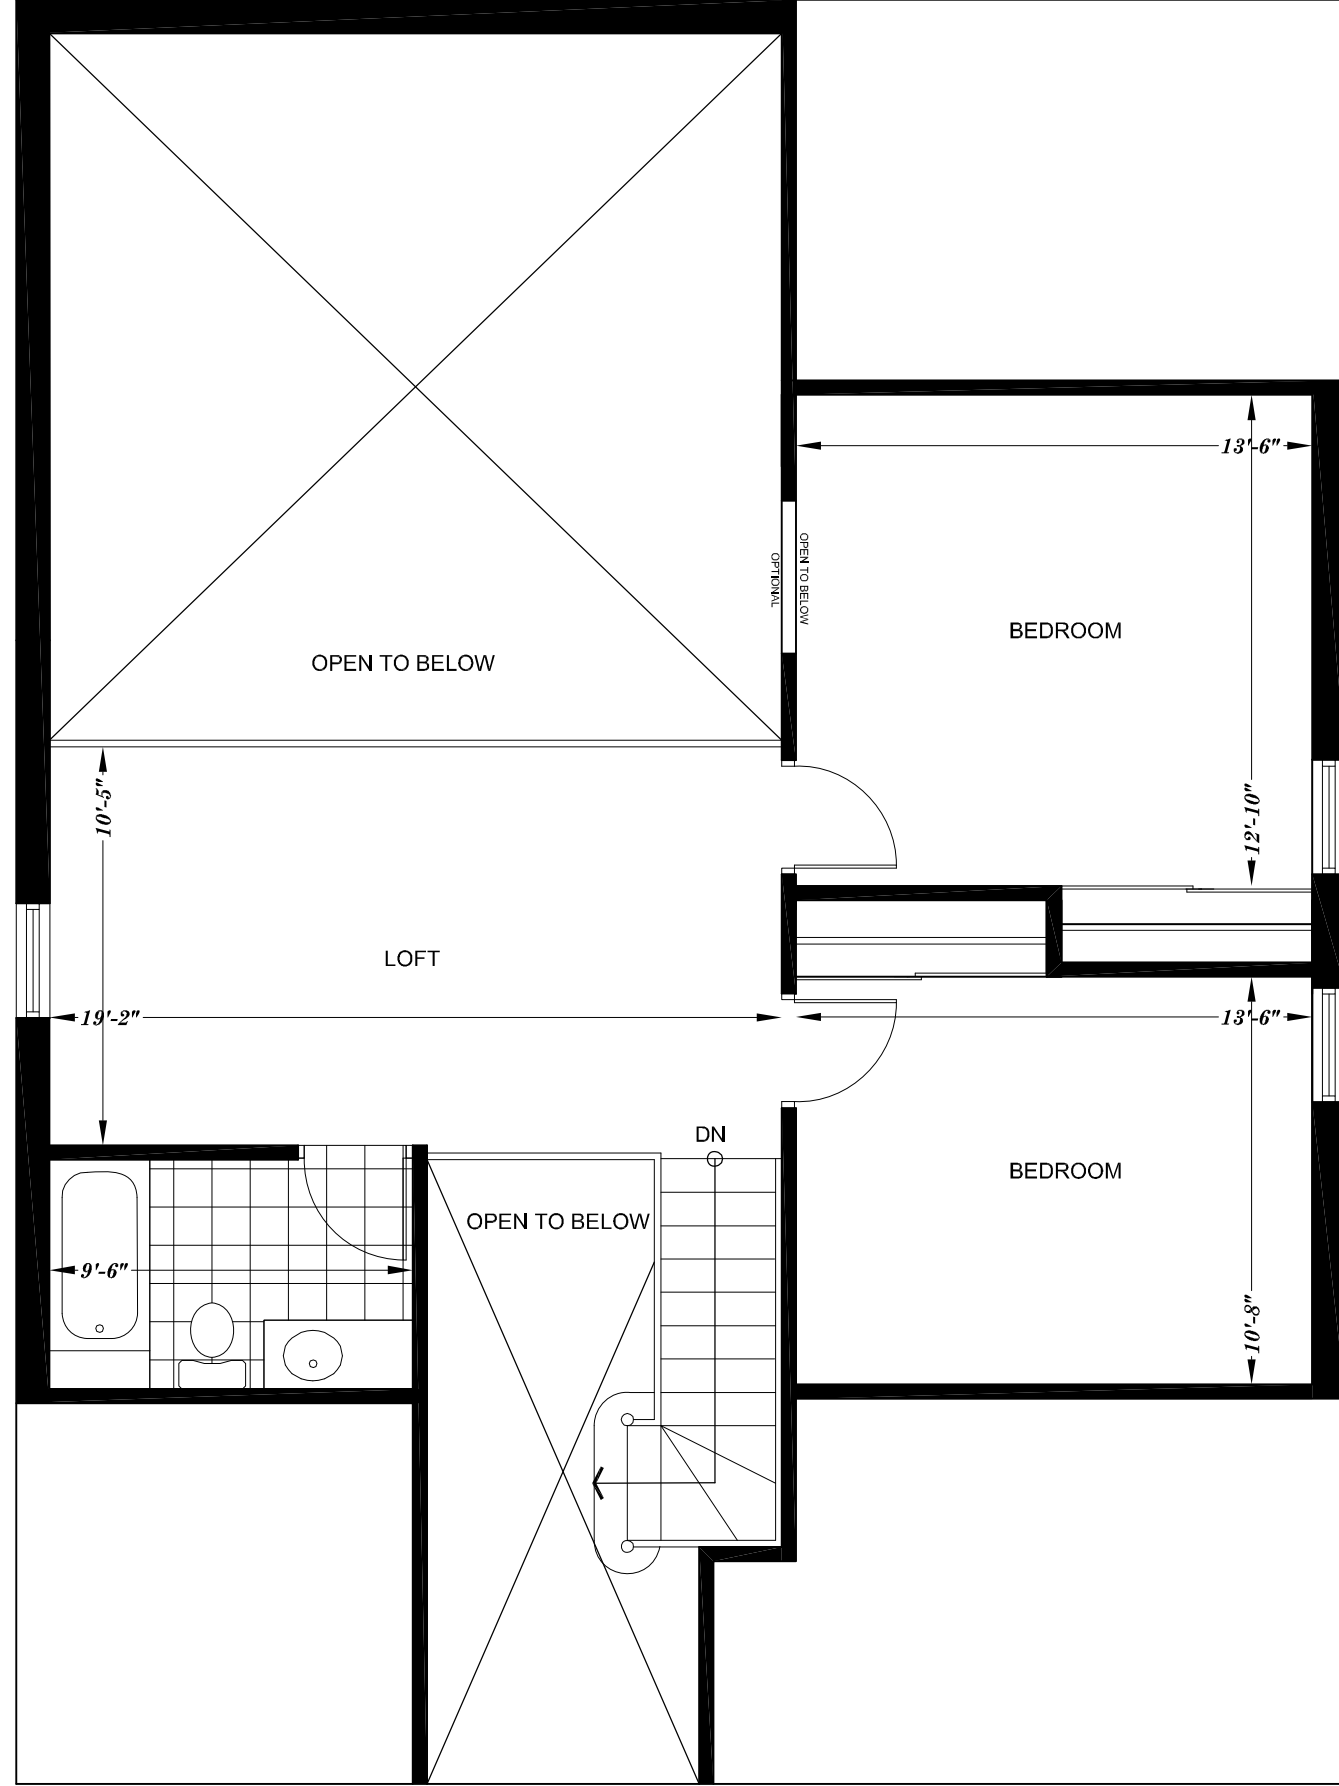 13'-6"
OPEN TO BELOW
OPTIONAL
BEDROOM
OPEN TO BELOW
10'-5"
12'-10"
LOFT
19'-2"
13'-6"
DN
BEDROOM
OPEN TO BELOW
9'-6"
10'-8"